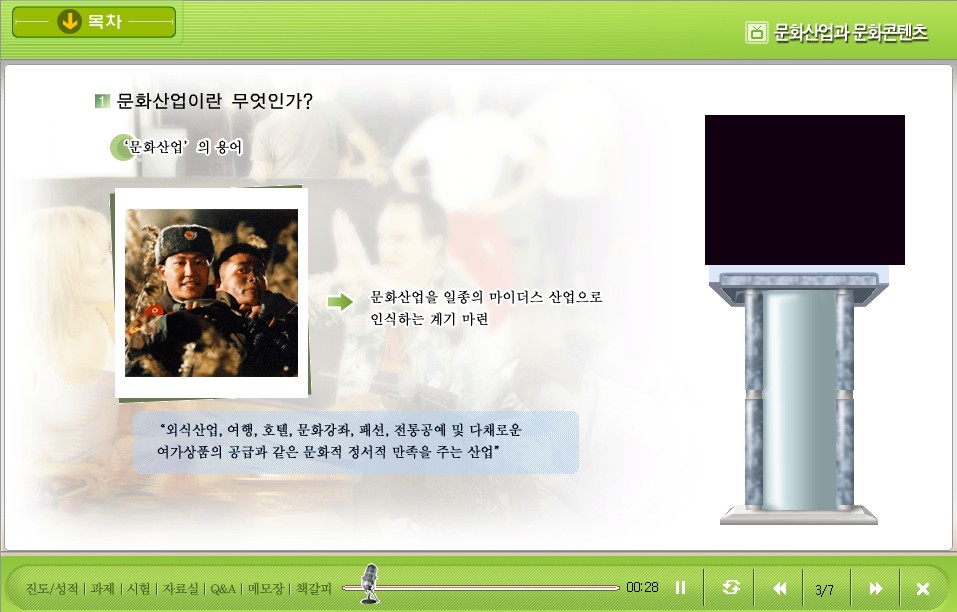 목차
문화산업과 문화콘텐츠
1 문화산업이란 무엇인가?
‘문화산업’ 의 용어
문화산업을 일종의 마이더스 산업으로
인식하는 계기 마련
“외식산업, 여행, 호텔, 문화강좌, 패션, 전통공예 및 다채로운
여가상품의 공급과 같은 문화적 정서적 만족을 주는 산업”
진도/성적 | 과제 | 시험 | 자료실 | Q&A | 메모장 | 책갈피
00:28
3/7